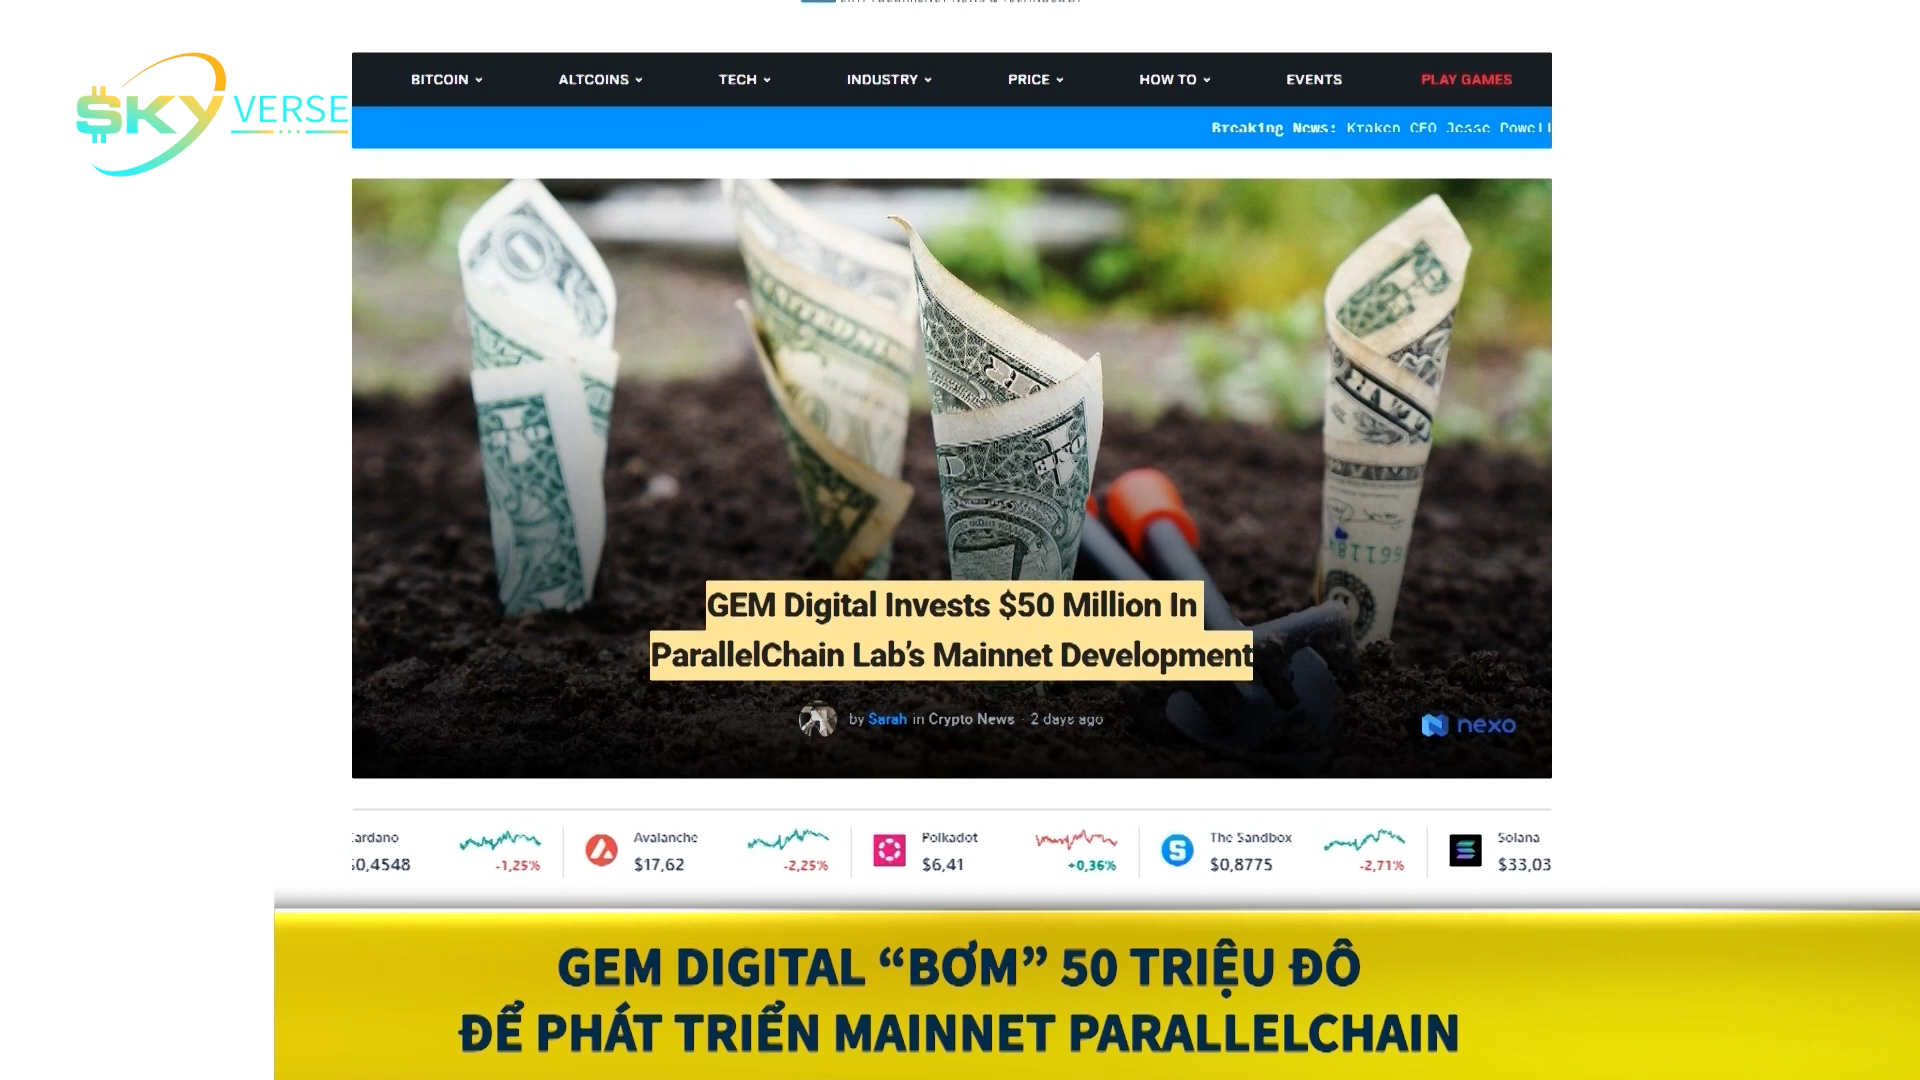 BITCOIN ALTCOINS TECH INDUSTRY PRICE HOW TO EVENTS PLAY GAMES
$KY VERSE
Breaking News: Kraken CEO Jesse Powell
GEM Digital Invests $50 Million In
ParallelChain Lab's Mainnet Development
by Sarah in Crypto News · 2 days ago
nexo
ardano Avalanche Polkadot The Sandbox Solana
0,4548 -1,25% $17,62 -2,25% $6,41 +0,36% $0,8775 -2,71% $33,03
GEM DIGITAL “BƠM” 50 TRIỆU ĐÔ
ĐỂ PHÁT TRIỂN MAINNET PARALLELCHAIN